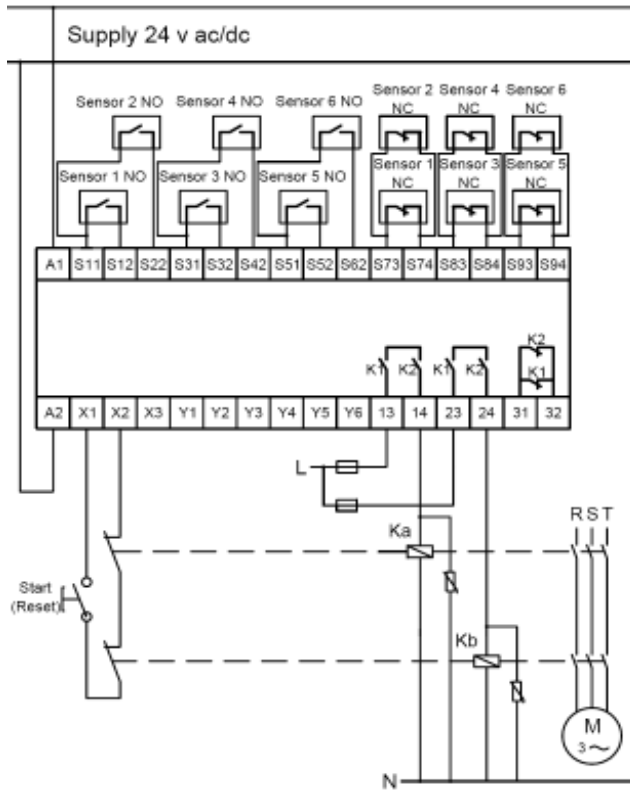 Supply 24 v ac/dc
Sensor 2 NO Sensor 4 NO Sensor 6 NO Sensor 2 NC Sensor 4 NC Sensor 6 NC
Sensor 1 NO Sensor 3 NO Sensor 5 NO Sensor 1 NC Sensor 3 NC Sensor 5 NC
A1 S11 S12 S22 S31 S32 S42 S51 S52 S62 S73 S74 S83 S84 S93 S94
K2
K1 K2 K1 K2 K1
A2 X1 X2 X3 Y1 Y2 Y3 Y4 Y5 Y6 13 14 23 24 31 32
L
R S T
Ka
Start
(Reset)
Kb
M
3~
N